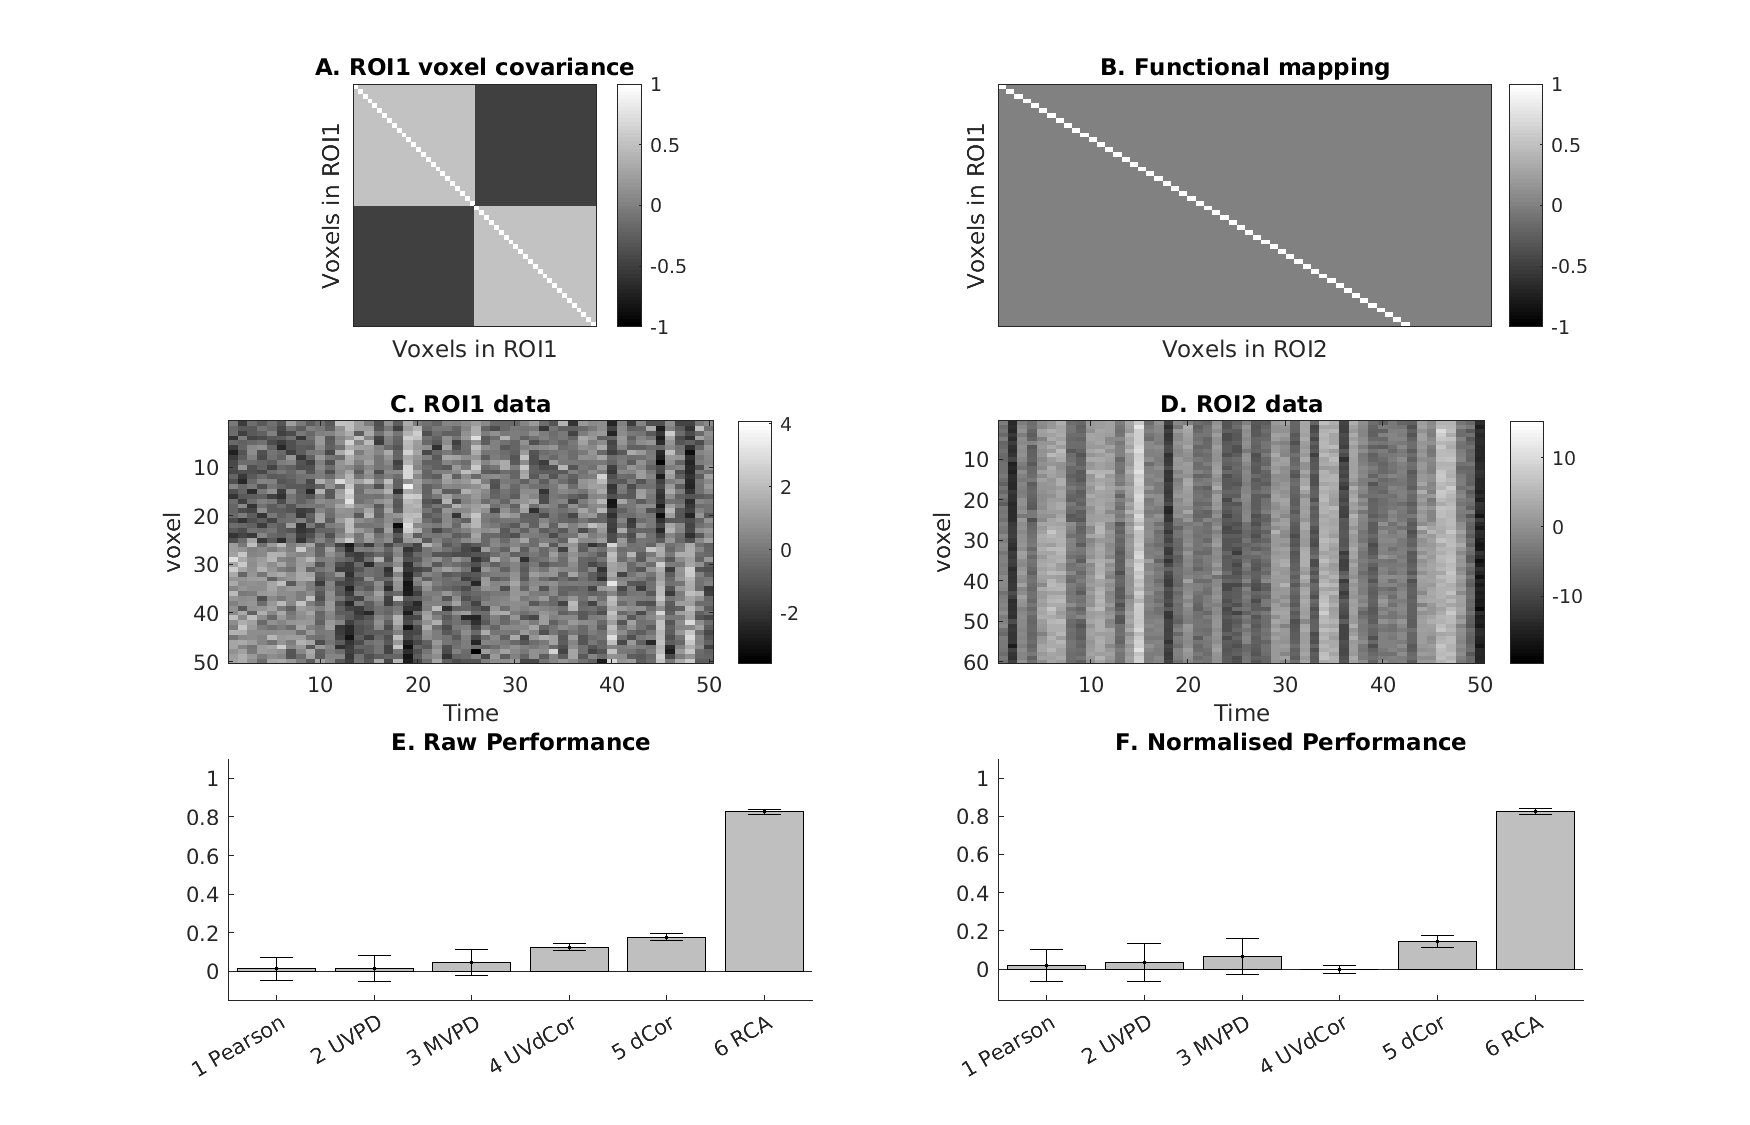 A. ROI1 voxel covariance
Voxels in ROI1
1
0.5
0
-0.5
-1
Voxels in ROI1
B. Functional mapping
Voxels in ROI1
1
0.5
0
-0.5
-1
Voxels in ROI2
C. ROI1 data
voxel
10
20
30
40
50
10 20 30 40 50
Time
4
2
0
-2
D. ROI2 data
voxel
10
20
30
40
50
60
10 20 30 40 50
Time
10
0
-10
E. Raw Performance
1
0.8
0.6
0.4
0.2
0
1 Pearson
2 UVPD
3 MVPD
4 UVdCor
5 dCor
6 RCA
F. Normalised Performance
1
0.8
0.6
0.4
0.2
0
1 Pearson
2 UVPD
3 MVPD
4 UVdCor
5 dCor
6 RCA